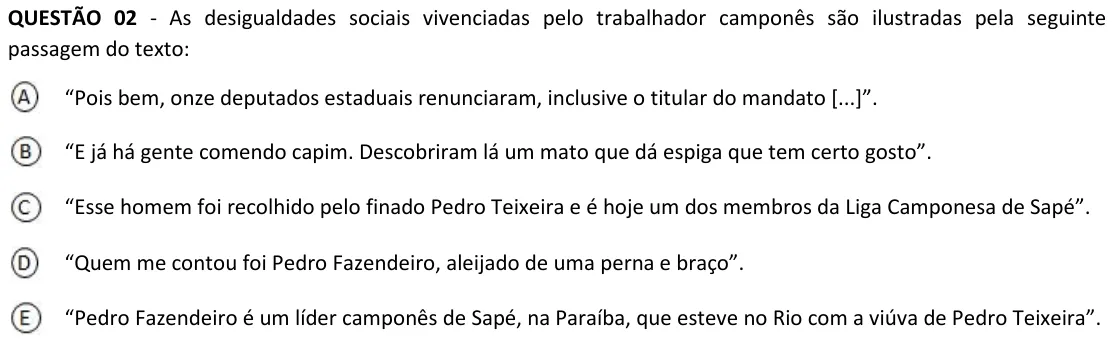 QUESTÃO 02 - As desigualdades sociais vivenciadas pelo trabalhador camponês são ilustradas pela seguinte
passagem do texto:
A “Pois bem, onze deputados estaduais renunciaram, inclusive o titular do mandato [...]”.
B “E já há gente comendo capim. Descobriram lá um mato que dá espiga que tem certo gosto”.
C “Esse homem foi recolhido pelo finado Pedro Teixeira e é hoje um dos membros da Liga Camponesa de Sapé”.
D “Quem me contou foi Pedro Fazendeiro, aleijado de uma perna e braço”.
E “Pedro Fazendeiro é um líder camponês de Sapé, na Paraíba, que esteve no Rio com a viúva de Pedro Teixeira”.